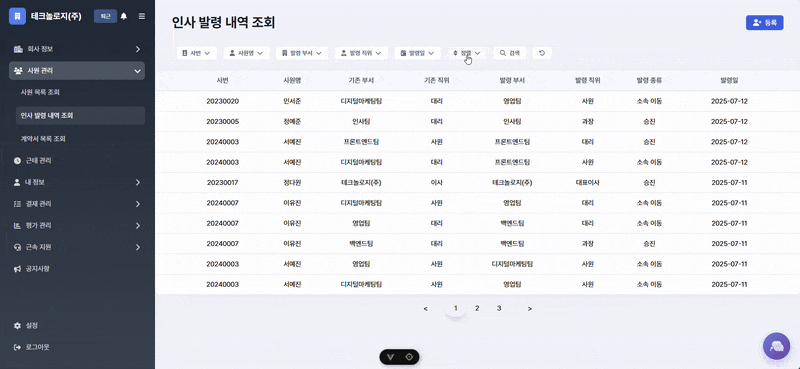 테크놀로지(주) 퇴근
회사 정보
사원 관리
사원 목록 조회
인사 발령 내역 조회
계약서 목록 조회
근태 관리
내 정보
결재 관리
평가 관리
근속 지원
공지사항
설정
로그아웃
인사 발령 내역 조회
등록
사번 사원명 발령 부서 발령 직위 발령일 정렬 검색
사번 사원명 기존 부서 기존 직위 발령 부서 발령 직위 발령 종류 발령일
20230020 민서준 디지털마케팅팀 대리 영업팀 사원 소속 이동 2025-07-12
20230005 정예준 인사팀 대리 인사팀 과장 승진 2025-07-12
20240003 서예진 프론트엔드팀 사원 프론트엔드팀 대리 승진 2025-07-12
20240003 서예진 디지털마케팅팀 대리 프론트엔드팀 사원 소속 이동 2025-07-12
20230017 정다원 테크놀로지(주) 이사 테크놀로지(주) 대표이사 승진 2025-07-11
20240007 이유진 디지털마케팅팀 사원 영업팀 대리 소속 이동 2025-07-11
20240007 이유진 영업팀 대리 백엔드팀 대리 소속 이동 2025-07-11
20240007 이유진 백엔드팀 대리 백엔드팀 과장 승진 2025-07-11
20240003 서예진 영업팀 사원 디지털마케팅팀 사원 소속 이동 2025-07-11
20240003 서예진 디지털마케팅팀 사원 영업팀 사원 소속 이동 2025-07-11
< 1 2 3 >